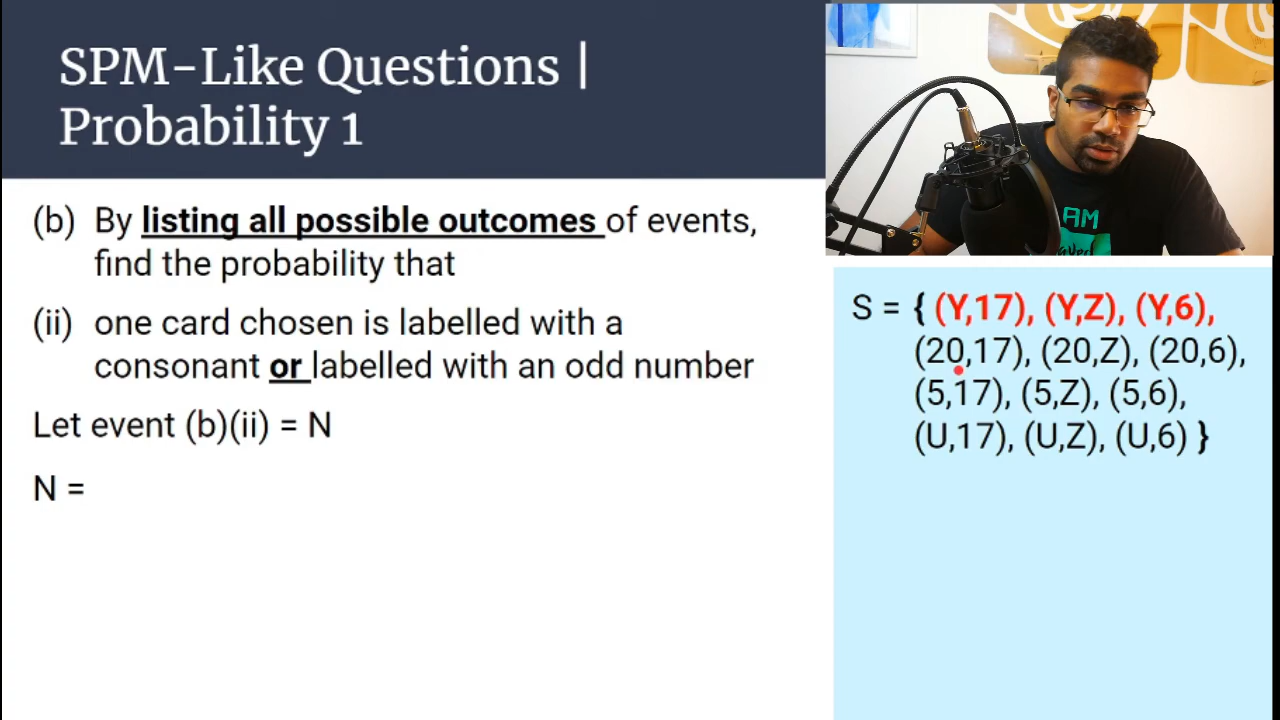 SPM-Like Questions |
Probability 1
(b) By listing all possible outcomes of events,
find the probability that
(ii) one card chosen is labelled with a
consonant or labelled with an odd number
Let event (b)(ii) = N
N =
AM
S = { (Y,17), (Y,Z), (Y,6),
(20,17), (20,Z), (20,6),
(5,17), (5,Z), (5,6),
(U,17), (U,Z), (U,6) }